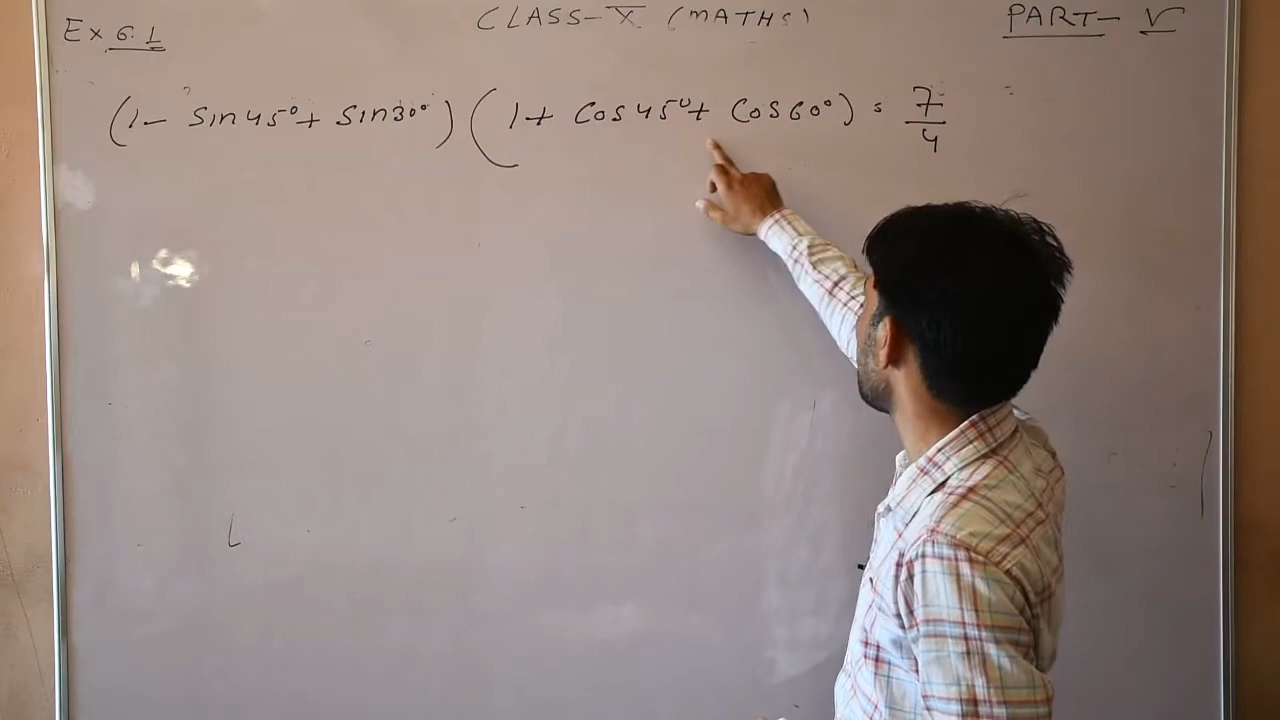 Ex 6.1
CLASS-X (MATHS)
PART-V
(1- Sin45°+ Sin30°) (1+ Cos45°+ Cos60°) = 7/4